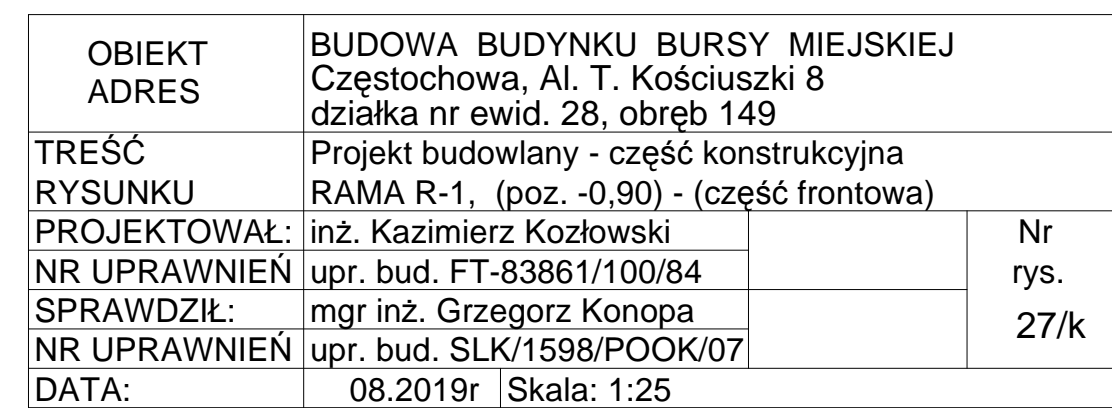 OBIEKT
ADRES
BUDOWA BUDYNKU BURSY MIEJSKIEJ
Częstochowa, Al. T. Kościuszki 8
działka nr ewid. 28, obręb 149
TREŚĆ
RYSUNKU
Projekt budowlany - część konstrukcyjna
RAMA R-1, (poz. -0,90) - (część frontowa)
PROJEKTOWAŁ: inż. Kazimierz Kozłowski
NR UPRAWNIEŃ upr. bud. FT-83861/100/84
SPRAWDZIŁ: mgr inż. Grzegorz Konopa
NR UPRAWNIEŃ upr. bud. SLK/1598/POOK/07
Nr
rys.
27/k
DATA: 08.2019r Skala: 1:25